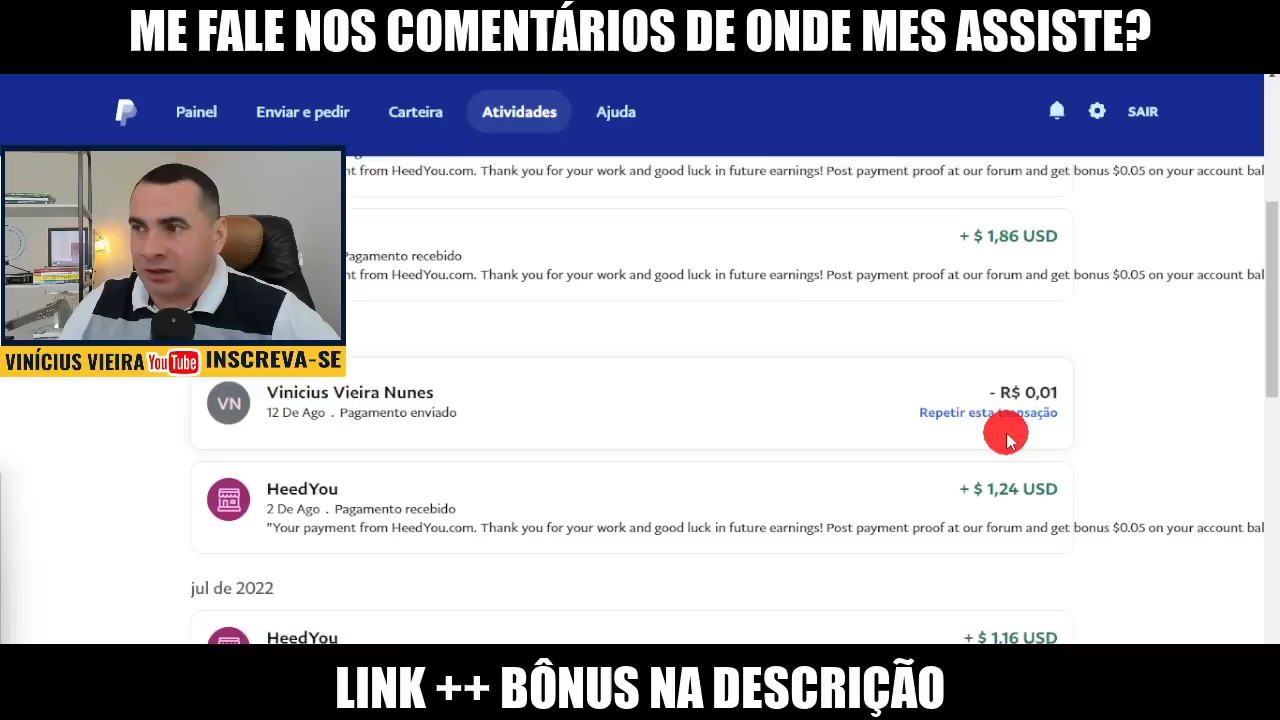 ME FALE NOS COMENTÁRIOS DE ONDE MES ASSISTE?
Painel
Enviar e pedir
Carteira
Atividades
Ajuda
SAIR
nt from HeedYou.com. Thank you for your work and good luck in future earnings! Post payment proof at our forum and get bonus $0.05 on your account bal
+ $ 1,86 USD
Pagamento recebido
nt from HeedYou.com. Thank you for your work and good luck in future earnings! Post payment proof at our forum and get bonus $0.05 on your account bal
VINÍCIUS VIEIRA YouTube INSCREVA-SE
VN
Vinicius Vieira Nunes
- R$ 0,01
12 De Ago . Pagamento enviado
Repetir esta transação
HeedYou
+ $ 1,24 USD
2 De Ago . Pagamento recebido
"Your payment from HeedYou.com. Thank you for your work and good luck in future earnings! Post payment proof at our forum and get bonus $0.05 on your account bal
jul de 2022
HeedYou
+ $ 1,16 USD
LINK ++ BÔNUS NA DESCRIÇÃO